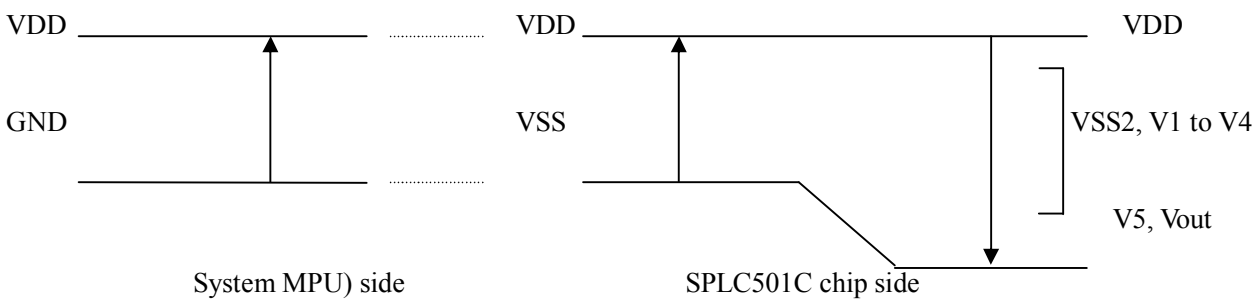 VDD VDD VDD
GND VSS VSS2, V1 to V4
V5, Vout
System MPU) side SPLC501C chip side